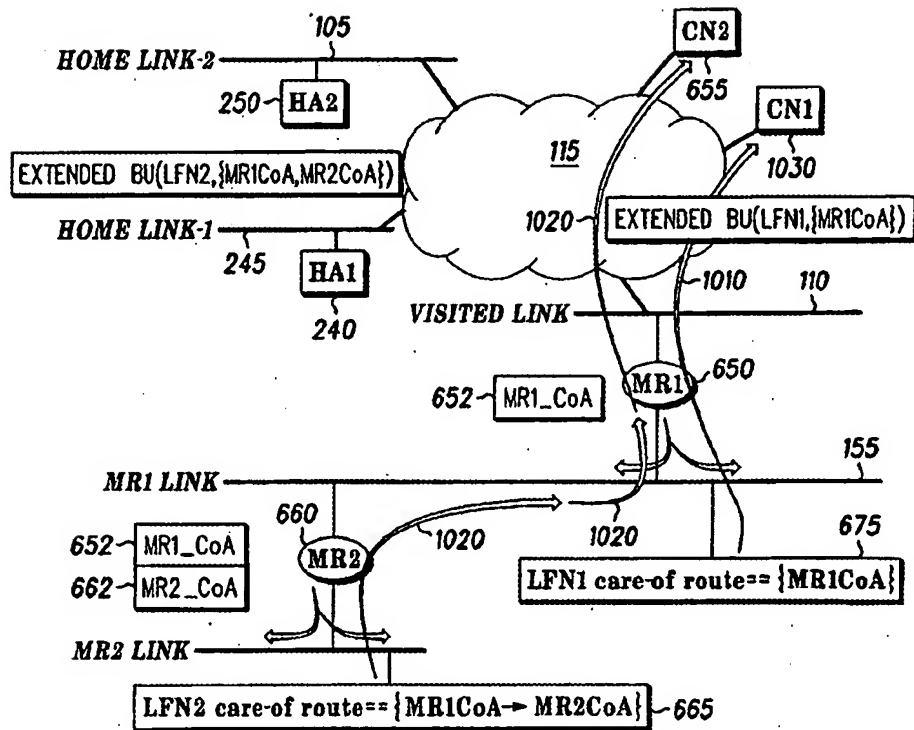 105
HOME LINK-2
CN2
655
250
HA2
CN1
1030
115
EXTENDED BU(LFN2,{MR1CoA,MR2CoA})
1020
EXTENDED BU(LFN1,{MR1CoA})
HOME LINK-1
245
HA1
240
1010
110
VISITED LINK
MR1
650
652
MR1_CoA
155
MR1 LINK
660
1020
1020
675
652
MR1_CoA
MR2
662
MR2_CoA
LFN1 care-of route=={MR1CoA}
MR2 LINK
LFN2 care-of route=={MR1CoA→MR2CoA}
665